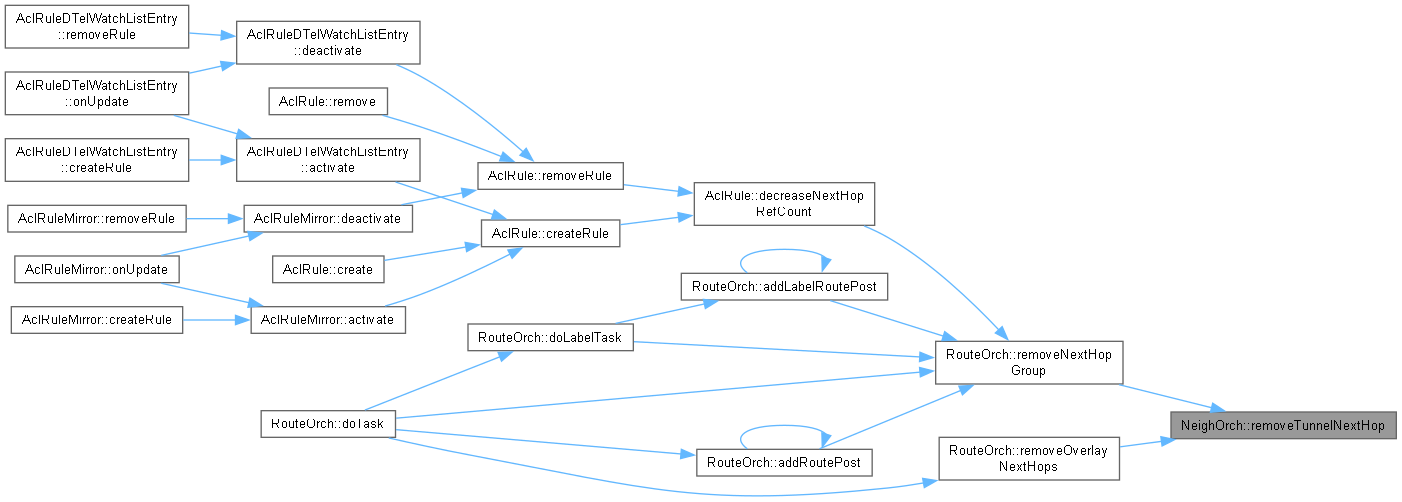 AclRuleDTelWatchListEntry
::removeRule
AclRuleDTelWatchListEntry
::deactivate
AclRuleDTelWatchListEntry
::onUpdate
AclRule::remove
AclRuleDTelWatchListEntry
::createRule
AclRuleDTelWatchListEntry
::activate
AclRule::removeRule
AclRule::decreaseNextHop
RefCount
AclRuleMirror::removeRule
AclRuleMirror::deactivate
AclRule::createRule
AclRuleMirror::onUpdate
AclRule::create
RouteOrch::addLabelRoutePost
AclRuleMirror::createRule
AclRuleMirror::activate
RouteOrch::doLabelTask
RouteOrch::removeNextHop
Group
RouteOrch::doTask
NeighOrch::removeTunnelNextHop
RouteOrch::addRoutePost
RouteOrch::removeOverlay
NextHops